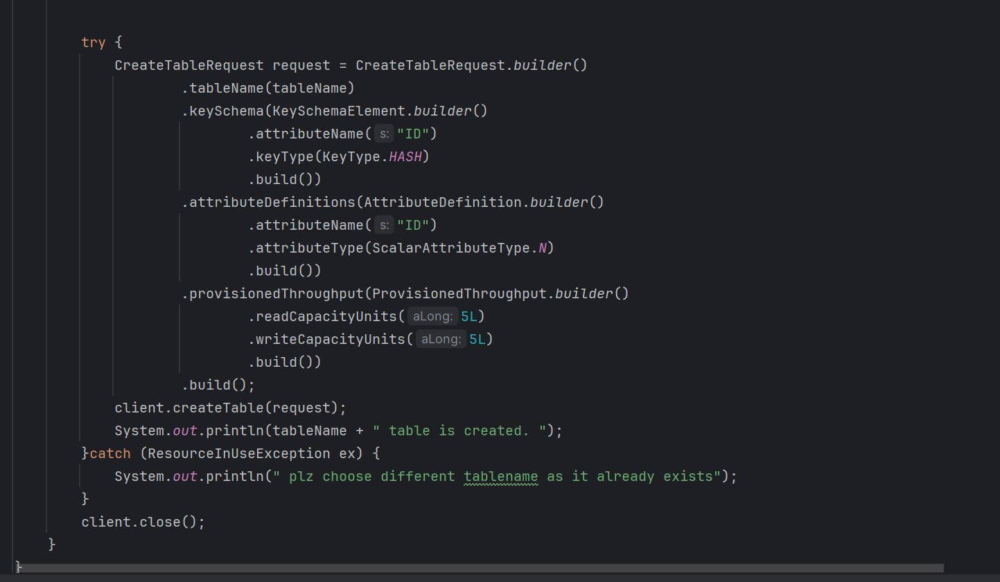 try {
CreateTableRequest request = CreateTableRequest.builder()
.tableName(tableName)
.keySchema(KeySchemaElement.builder()
.attributeName( s: "ID")
.keyType(KeyType.HASH)
.build())
.attributeDefinitions(AttributeDefinition.builder()
.attributeName( s: "ID")
.attributeType(ScalarAttributeType.N)
.build())
.provisionedThroughput(ProvisionedThroughput.builder()
.readCapacityUnits( aLong: 5L)
.writeCapacityUnits( aLong: 5L)
.build())
.build();
client.createTable(request);
System.out.println(tableName + " table is created. ");
}catch (ResourceInUseException ex) {
System.out.println(" plz choose different tablename as it already exists");
}
client.close();
}
}